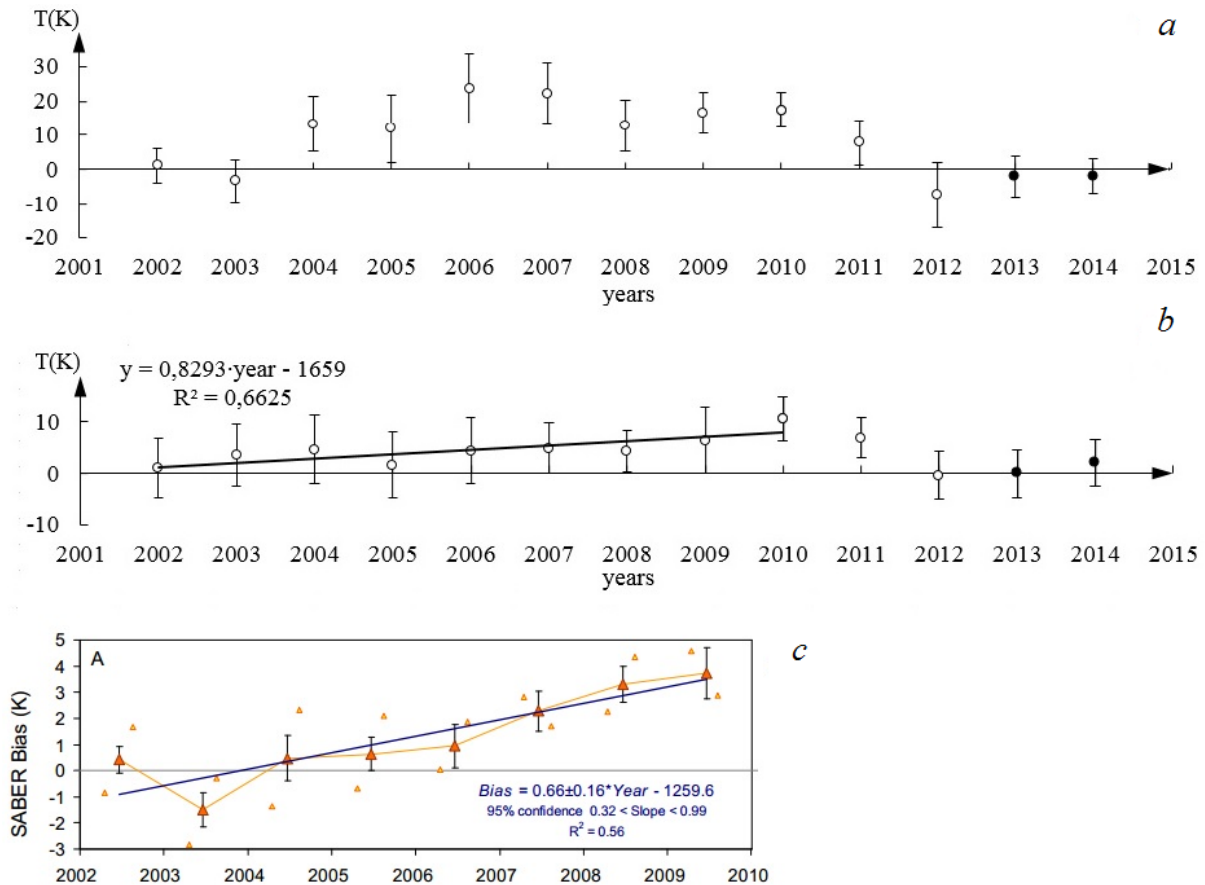 a
T(K)
30
20
10
0
-10
-20
2001 2002 2003 2004 2005 2006 2007 2008 2009 2010 2011 2012 2013 2014 2015
years
b
T(K)
y = 0,8293·year - 1659
R² = 0,6625
10
0
-10
2001 2002 2003 2004 2005 2006 2007 2008 2009 2010 2011 2012 2013 2014 2015
years
c
A
SABER Bias (K)
5
4
3
2
1
0
-1
-2
-3
Bias = 0.66±0.16*Year - 1259.6
95% confidence 0.32 < Slope < 0.99
R² = 0.56
2002 2003 2004 2005 2006 2007 2008 2009 2010